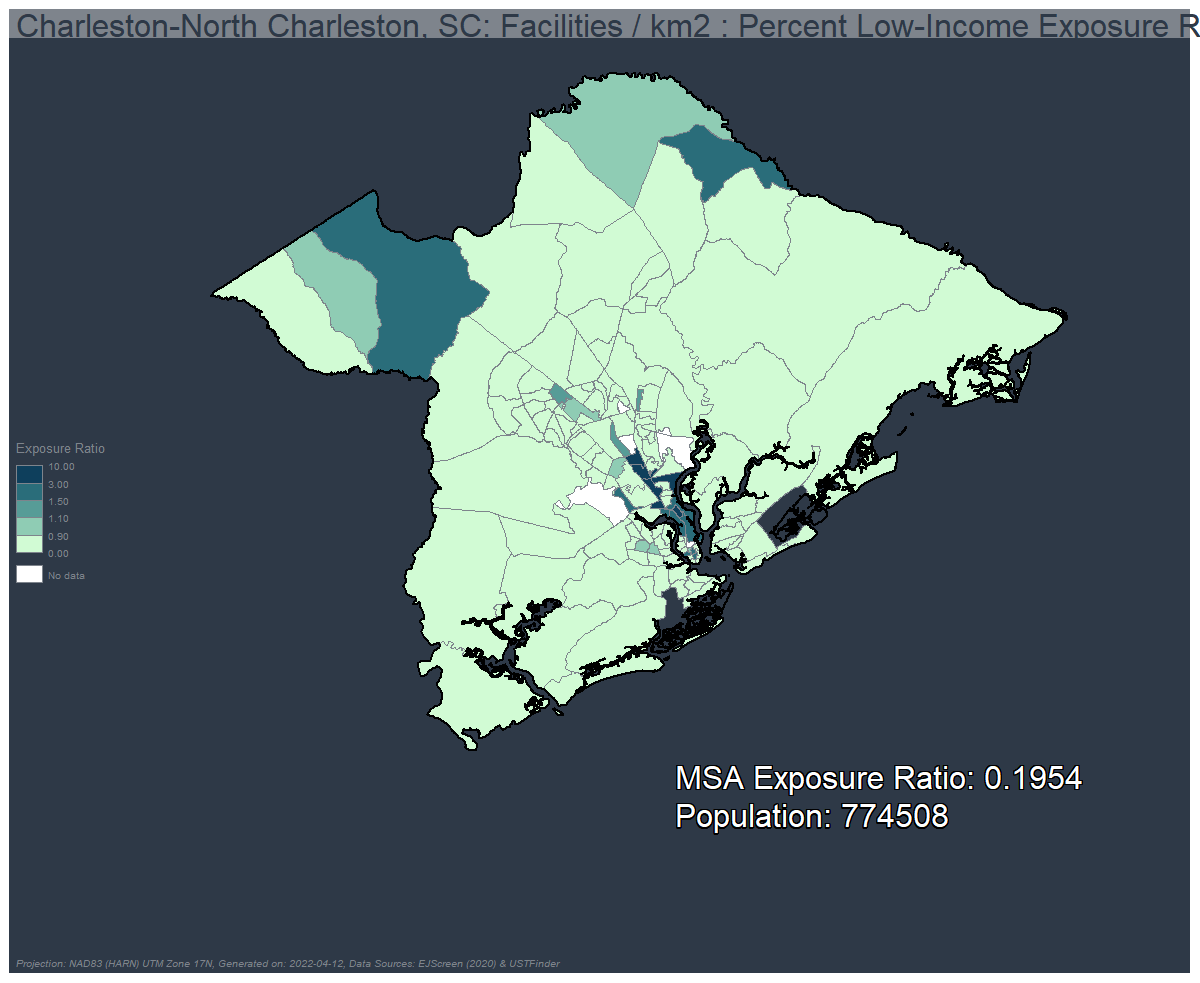 Charleston-North Charleston, SC: Facilities / km2 : Percent Low-Income Exposure R
Exposure Ratio
10.00
3.00
1.50
1.10
0.90
0.00
No data
MSA Exposure Ratio: 0.1954
Population: 774508
Projection: NAD83 (HARN) UTM Zone 17N, Generated on: 2022-04-12, Data Sources: EJScreen (2020) & USTFinder